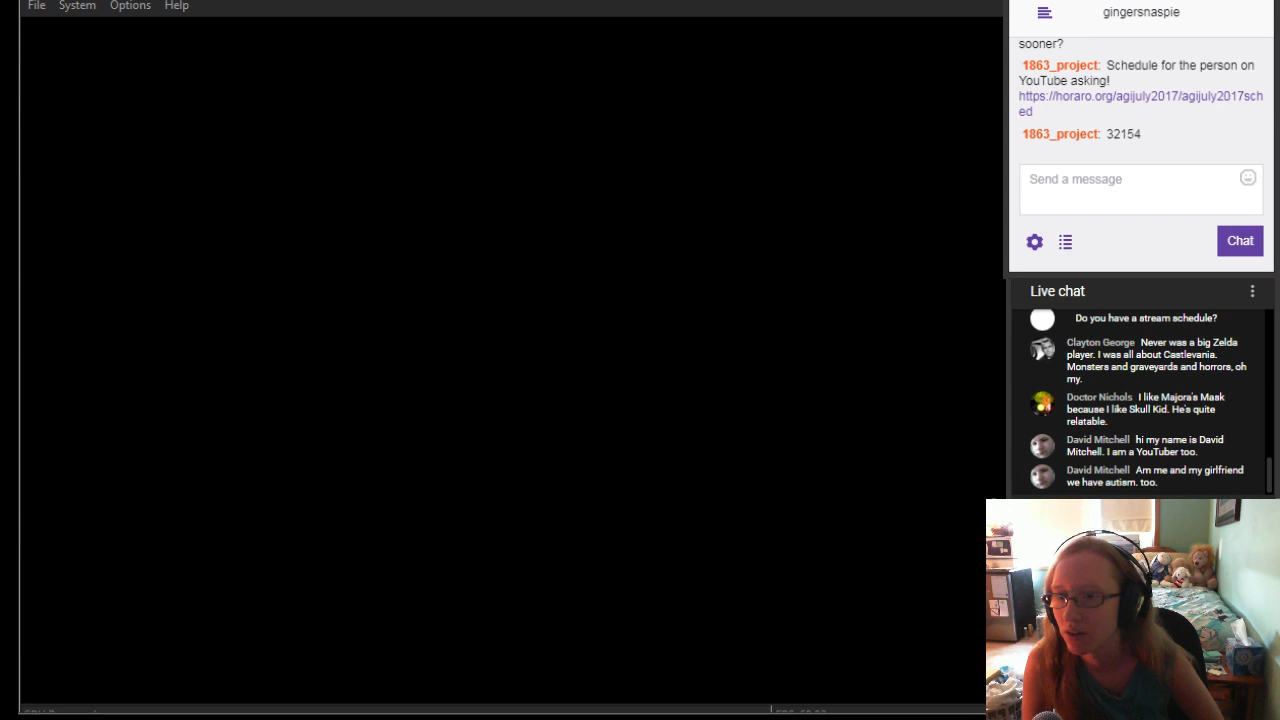 File System Options Help
gingersnaspie
sooner?
1863_project: Schedule for the person on
YouTube asking!
https://horaro.org/agijuly2017/agijuly2017sch
ed
1863_project: 32154
Send a message
Chat
Live chat
Do you have a stream schedule?
Clayton George Never was a big Zelda
player. I was all about Castlevania.
Monsters and graveyards and horrors, oh
my.
Doctor Nichols I like Majora's Mask
because I like Skull Kid. He's quite
relatable.
David Mitchell hi my name is David
Mitchell. I am a YouTuber too.
David Mitchell Am me and my girlfriend
we have autism. too.